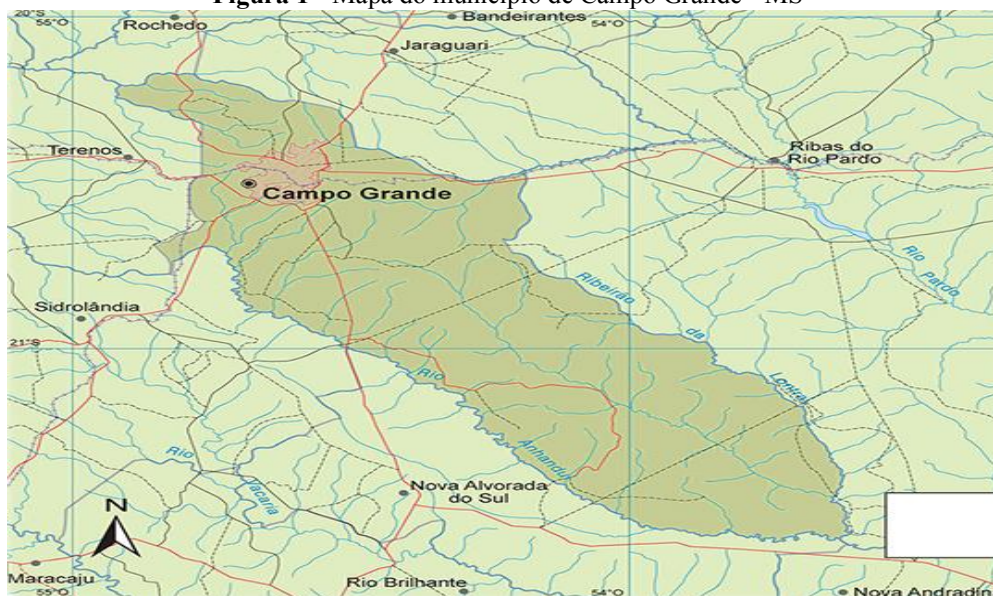 Figura 1 - Mapa do município de Campo Grande - MS
20°S
55°O
Rochedo
Bandeirantes
54°O
Jaraguari
Terenos
Ribas do
Rio Pardo
Campo Grande
Rio Pardo
Ribeirão
da
Lontra
Sidrolândia
21°S
Rio
Anhanduí
Rio
Vacaria
Nova Alvorada
do Sul
N
Maracaju
55°O
Rio Brilhante
54°O
Nova Andradin